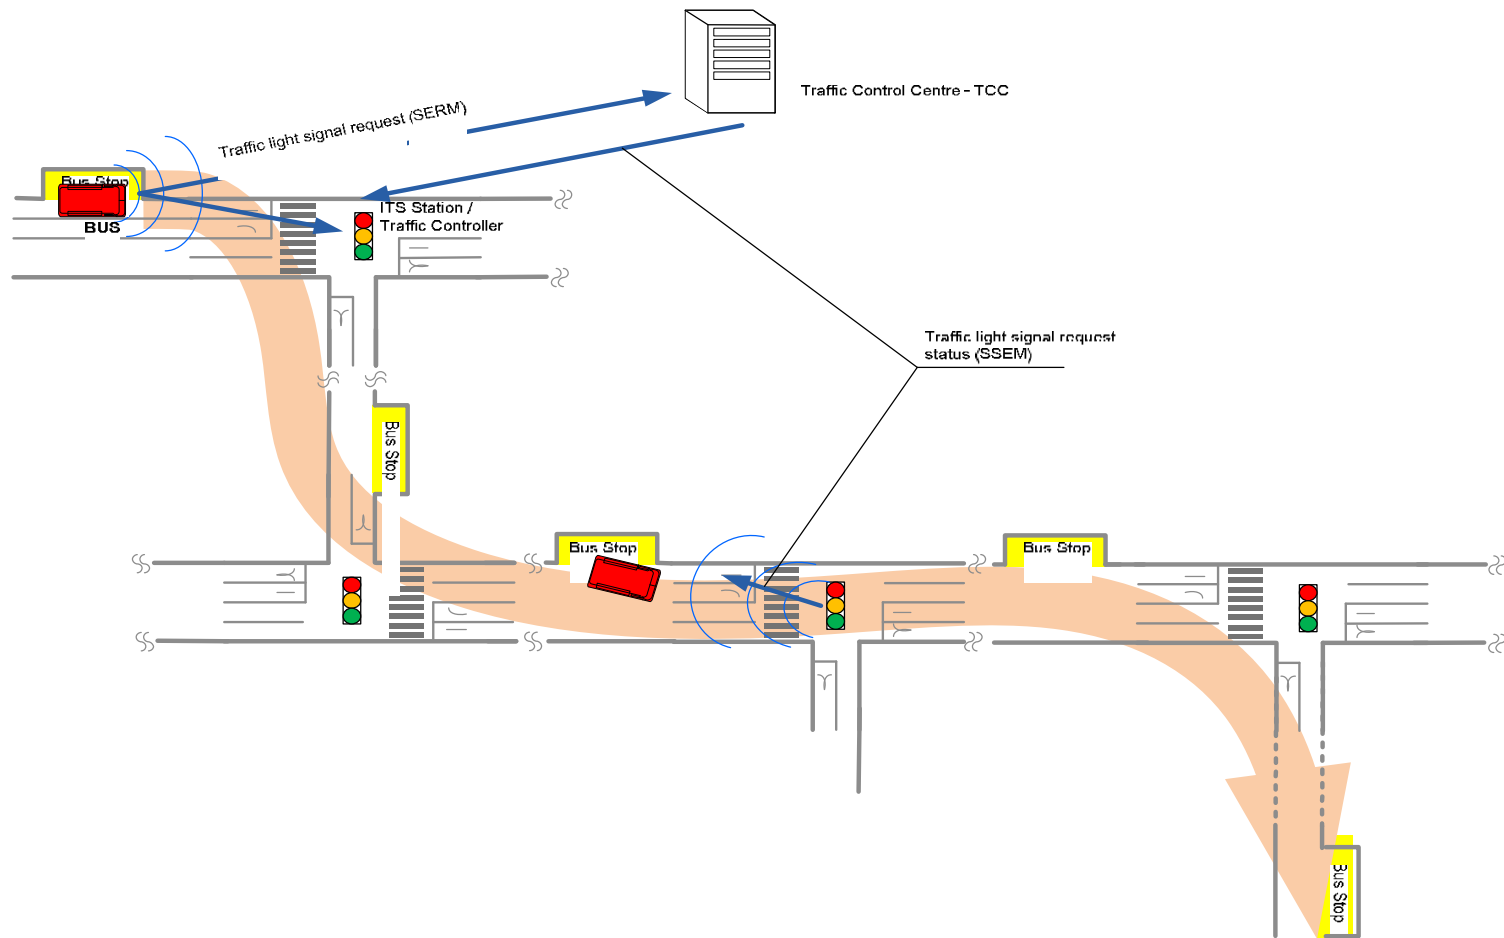 Traffic Control Centre - TCC
Traffic light signal request (SERM)
Bus Stop
BUS
ITS Station /
Traffic Controller
Traffic light signal request
status (SSEM)
Bus Stop
Bus Stop
Bus Stop
Bus Stop